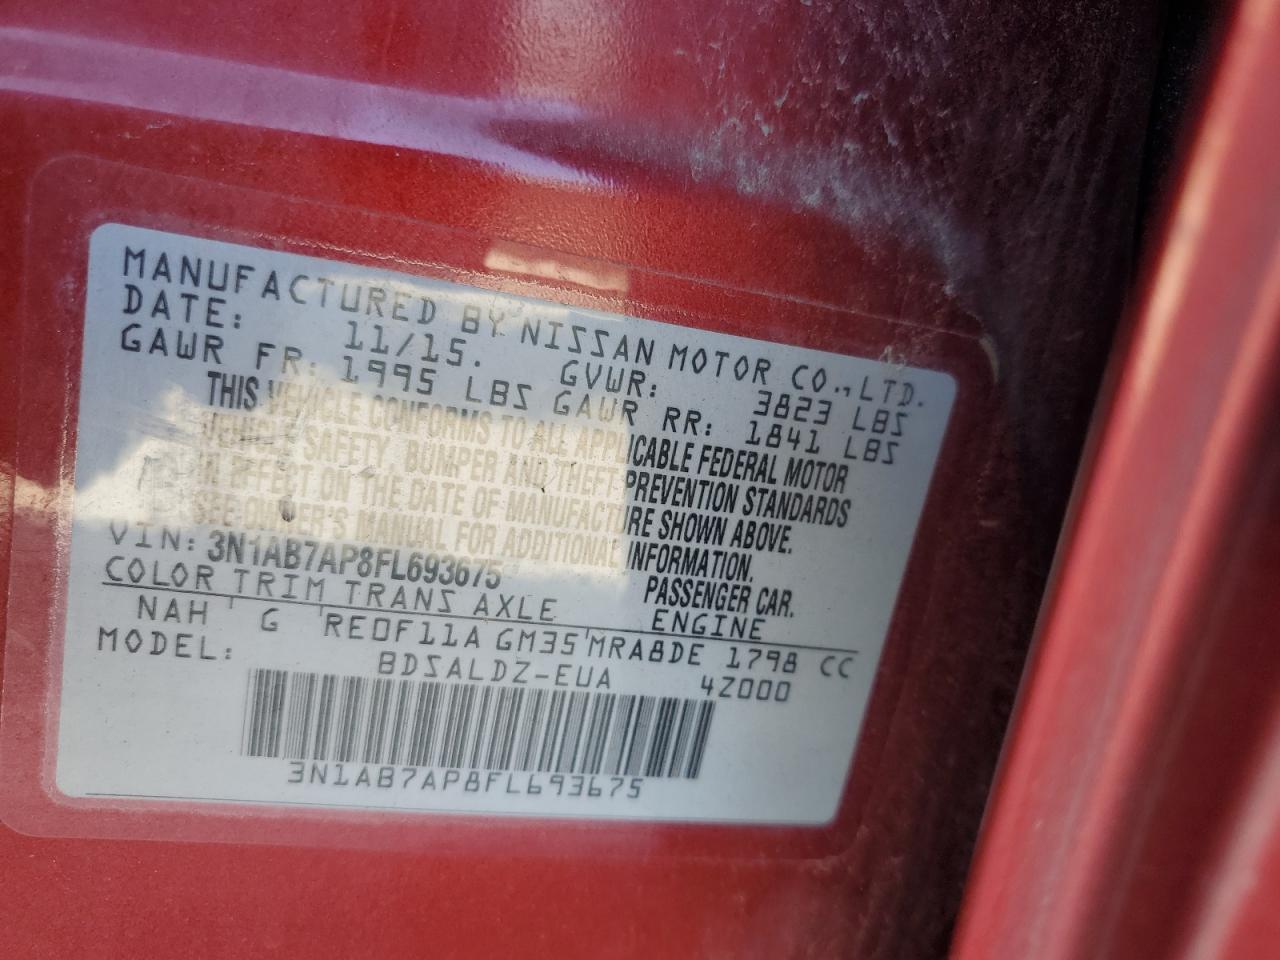 MANUFACTURED BY NISSAN MOTOR CO., LTD.
DATE: 11/15. GVWR: 3823 LBS
GAWR FR: 1995 LBS GAWR RR: 1841 LBS
THIS VEHICLE CONFORMS TO ALL APPLICABLE FEDERAL MOTOR
VEHICLE SAFETY, BUMPER AND THEFT PREVENTION STANDARDS
IN EFFECT ON THE DATE OF MANUFACTURE SHOWN ABOVE.
SEE OWNER'S MANUAL FOR ADDITIONAL INFORMATION.
VIN: 3N1AB7AP8FL693675 PASSENGER CAR.
COLOR TRIM TRANS AXLE ENGINE
NAH G RE0F11A GM35 MRA8DE 1798 CC
MODEL: BDSALDZ-EUA 4Z000
3N1AB7AP8FL693675